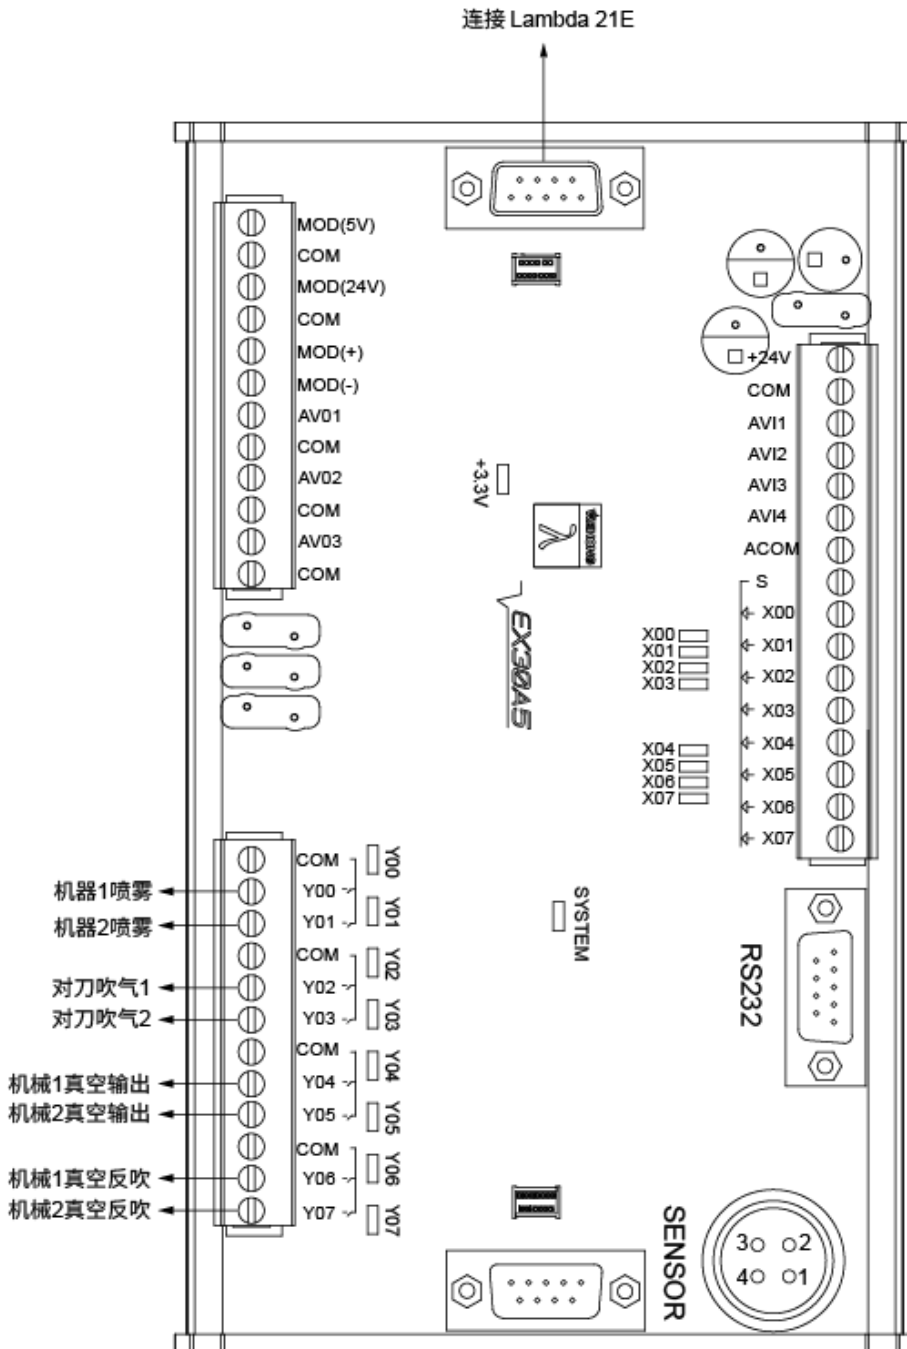 连接 Lambda 21E
MOD(5V)
COM
MOD(24V)
COM
MOD(+)
MOD(-)
AV01
COM
AV02
COM
AV03
COM
+3.3V
λ
EX30A5
+24V
COM
AVI1
AVI2
AVI3
AVI4
ACOM
S
X00
X01
X02
X03
X04
X05
X06
X07
X00
X01
X02
X03
X04
X05
X06
X07
COM
机器1喷雾 Y00
机器2喷雾 Y01
COM
对刀吹气1 Y02
对刀吹气2 Y03
COM
机械1真空输出 Y04
机械2真空输出 Y05
COM
机械1真空反吹 Y06
机械2真空反吹 Y07
Y00
Y01
Y02
Y03
Y04
Y05
Y06
Y07
SYSTEM
RS232
SENSOR
3 2
4 1